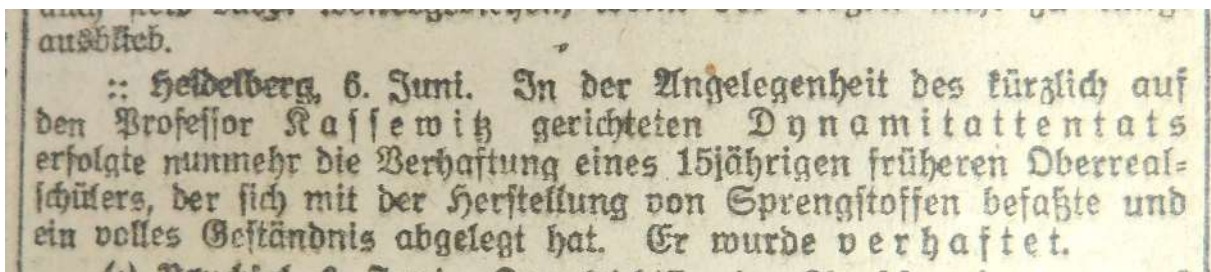 ausblieb.
:: Heidelberg, 6. Juni. In der Angelegenheit des kürzlich auf
den Professor Kassewitz gerichteten Dynamitattentats
erfolgte nunmehr die Verhaftung eines 15jährigen früheren Oberreal-
schülers, der sich mit der Herstellung von Sprengstoffen befaßte und
ein volles Geständnis abgelegt hat. Er wurde verhaftet.